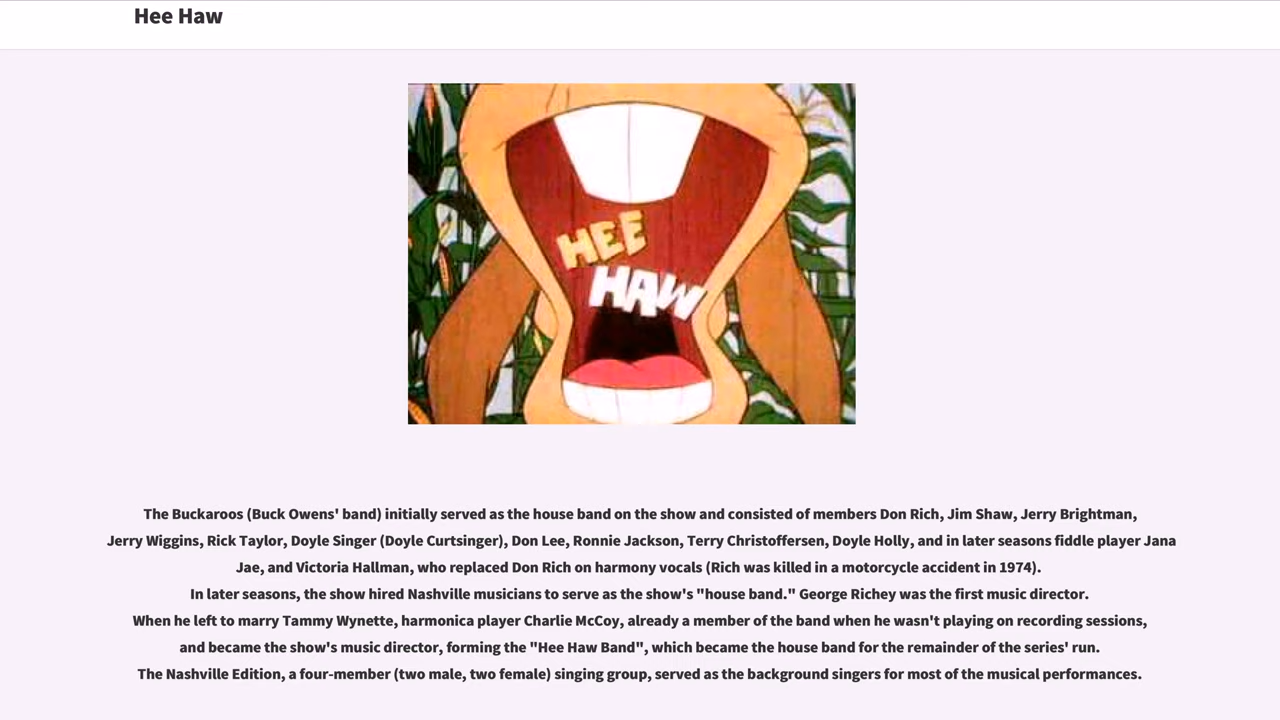 Hee Haw
HEE
HAW
The Buckaroos (Buck Owens' band) initially served as the house band on the show and consisted of members Don Rich, Jim Shaw, Jerry Brightman,
Jerry Wiggins, Rick Taylor, Doyle Singer (Doyle Curtsinger), Don Lee, Ronnie Jackson, Terry Christoffersen, Doyle Holly, and in later seasons fiddle player Jana
Jae, and Victoria Hallman, who replaced Don Rich on harmony vocals (Rich was killed in a motorcycle accident in 1974).
In later seasons, the show hired Nashville musicians to serve as the show's "house band." George Richey was the first music director.
When he left to marry Tammy Wynette, harmonica player Charlie McCoy, already a member of the band when he wasn't playing on recording sessions,
and became the show's music director, forming the "Hee Haw Band", which became the house band for the remainder of the series' run.
The Nashville Edition, a four-member (two male, two female) singing group, served as the background singers for most of the musical performances.